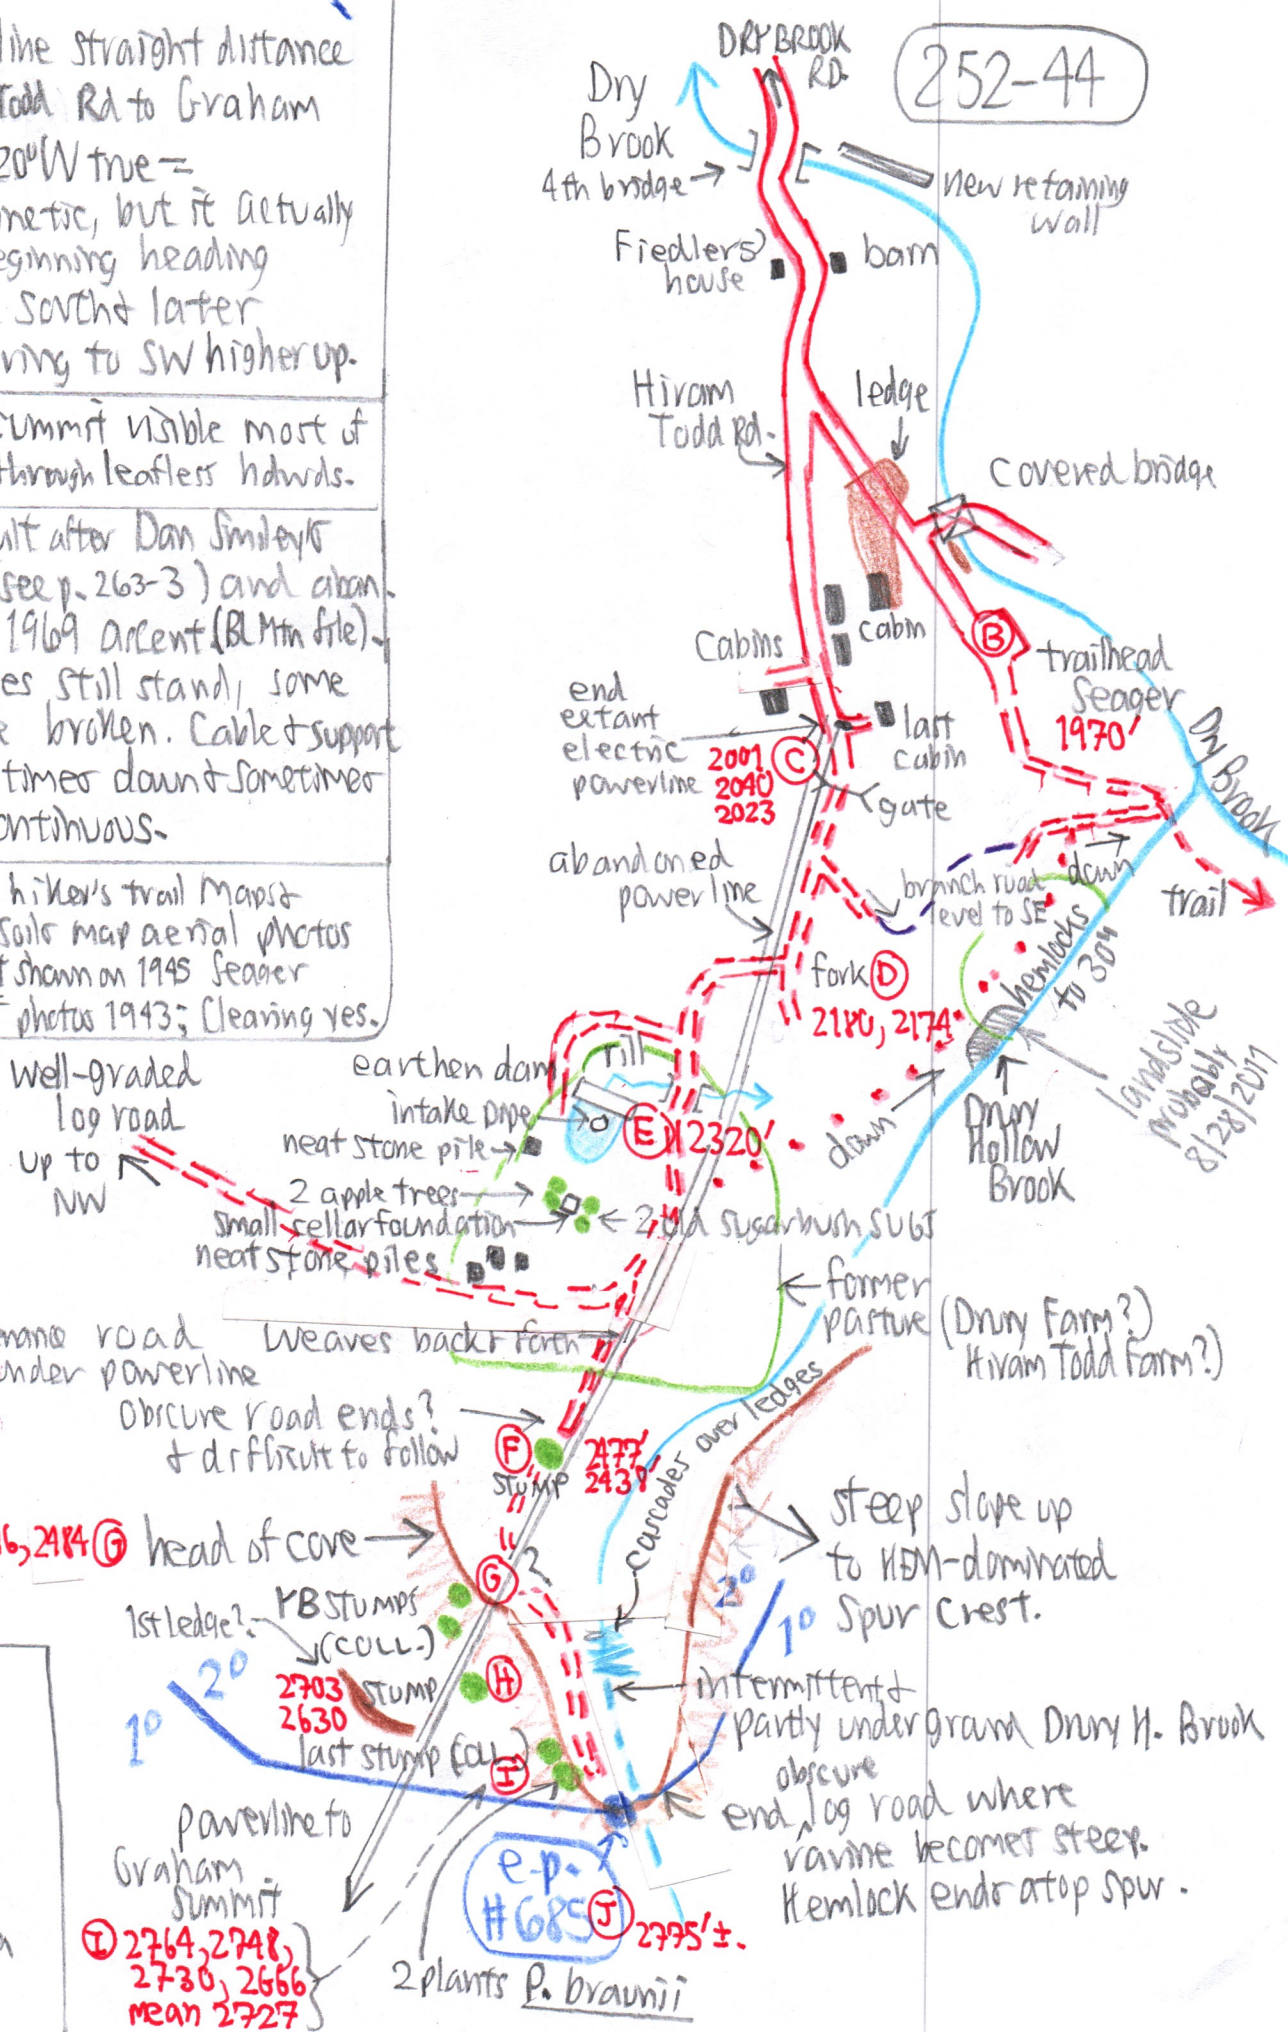 line straight distance
Todd Rd to Graham
20°W true =
netic, but it actually
eginning heading
south & later
ving to SW higher up.
summit visible most of
through leafless hdwds.
ult after Dan Smiley's
(see p. 263-3) and aban-
1969 ascent (Bl Mtn file).
es still stand, some
e broken. Cable & support
times down & sometimes
ontinuous.
hiker's trail maps &
soils map aerial photos
t shown on 1945 Seager
photos 1943; Clearing yes.
DRY BROOK
RD.
252-44
Dry
Brook
4th bridge
new retaining
wall
Fiedlers'
house
barn
Hiram
Todd Rd.
ledge
Covered bridge
Cabins
cabin
B
trailhead
Seager
1970'
end
extant
electric
powerline
last
cabin
2001
2040
2023
C
gate
Dry Brook
abandoned
powerline
branch road
level to SE
down
trail
fork D
2180, 2174
hemlocks
to 304
landslide
probably
8/28/2011
well-graded
log road
up to
NW
earthen dam
rill
intake pipe
neat stone pile
E 2320'
down
Drury
Hollow
Brook
2 apple trees
small cellar foundation
2 old sugarbush SUGS
neat stone piles
former
pasture (Drury Farm?)
Hiram Todd Farm?)
nance road
under powerline
weaves back & forth
obscure road ends?
& difficult to follow
F
STUMP
2477'
2438'
cascades over ledges
steep slope up
to HEM-dominated
Spur Crest.
6, 2484 G head of cove
G ?
2°
1°
YB STUMPS
(COLL.)
1st ledge?
2703
2630
STUMP
H
2°
1°
last stump (COLL.)
I
intermittent &
partly underground Drury H. Brook
obscure
end log road where
ravine becomes steep.
Hemlock ends atop spur.
powerline to
Graham
Summit
e.p.
#685
J 2775'±.
I 2764, 2748,
2730, 2666
mean 2727
2 plants P. braunii